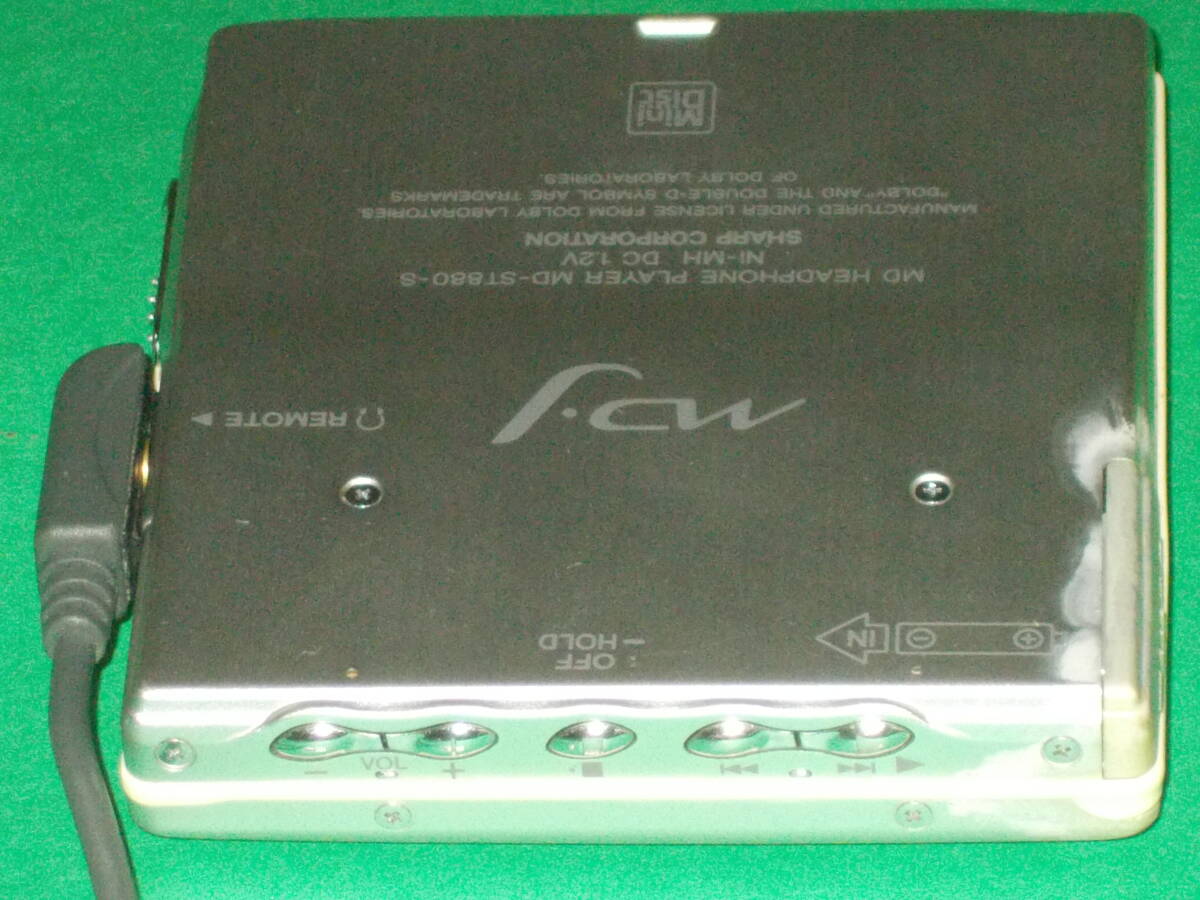 MD HEADPHONE PLAYER MD-ST880-S
NI-MH DC 1.2V
SHARP CORPORATION
MANUFACTURED UNDER LICENSE FROM DOLBY LABORATORIES.
"DOLBY" AND THE DOUBLE-D SYMBOL ARE TRADEMARKS
OF DOLBY LABORATORIES.
Mini
Disc
OFF
HOLD
IN
REMOTE
- VOL +